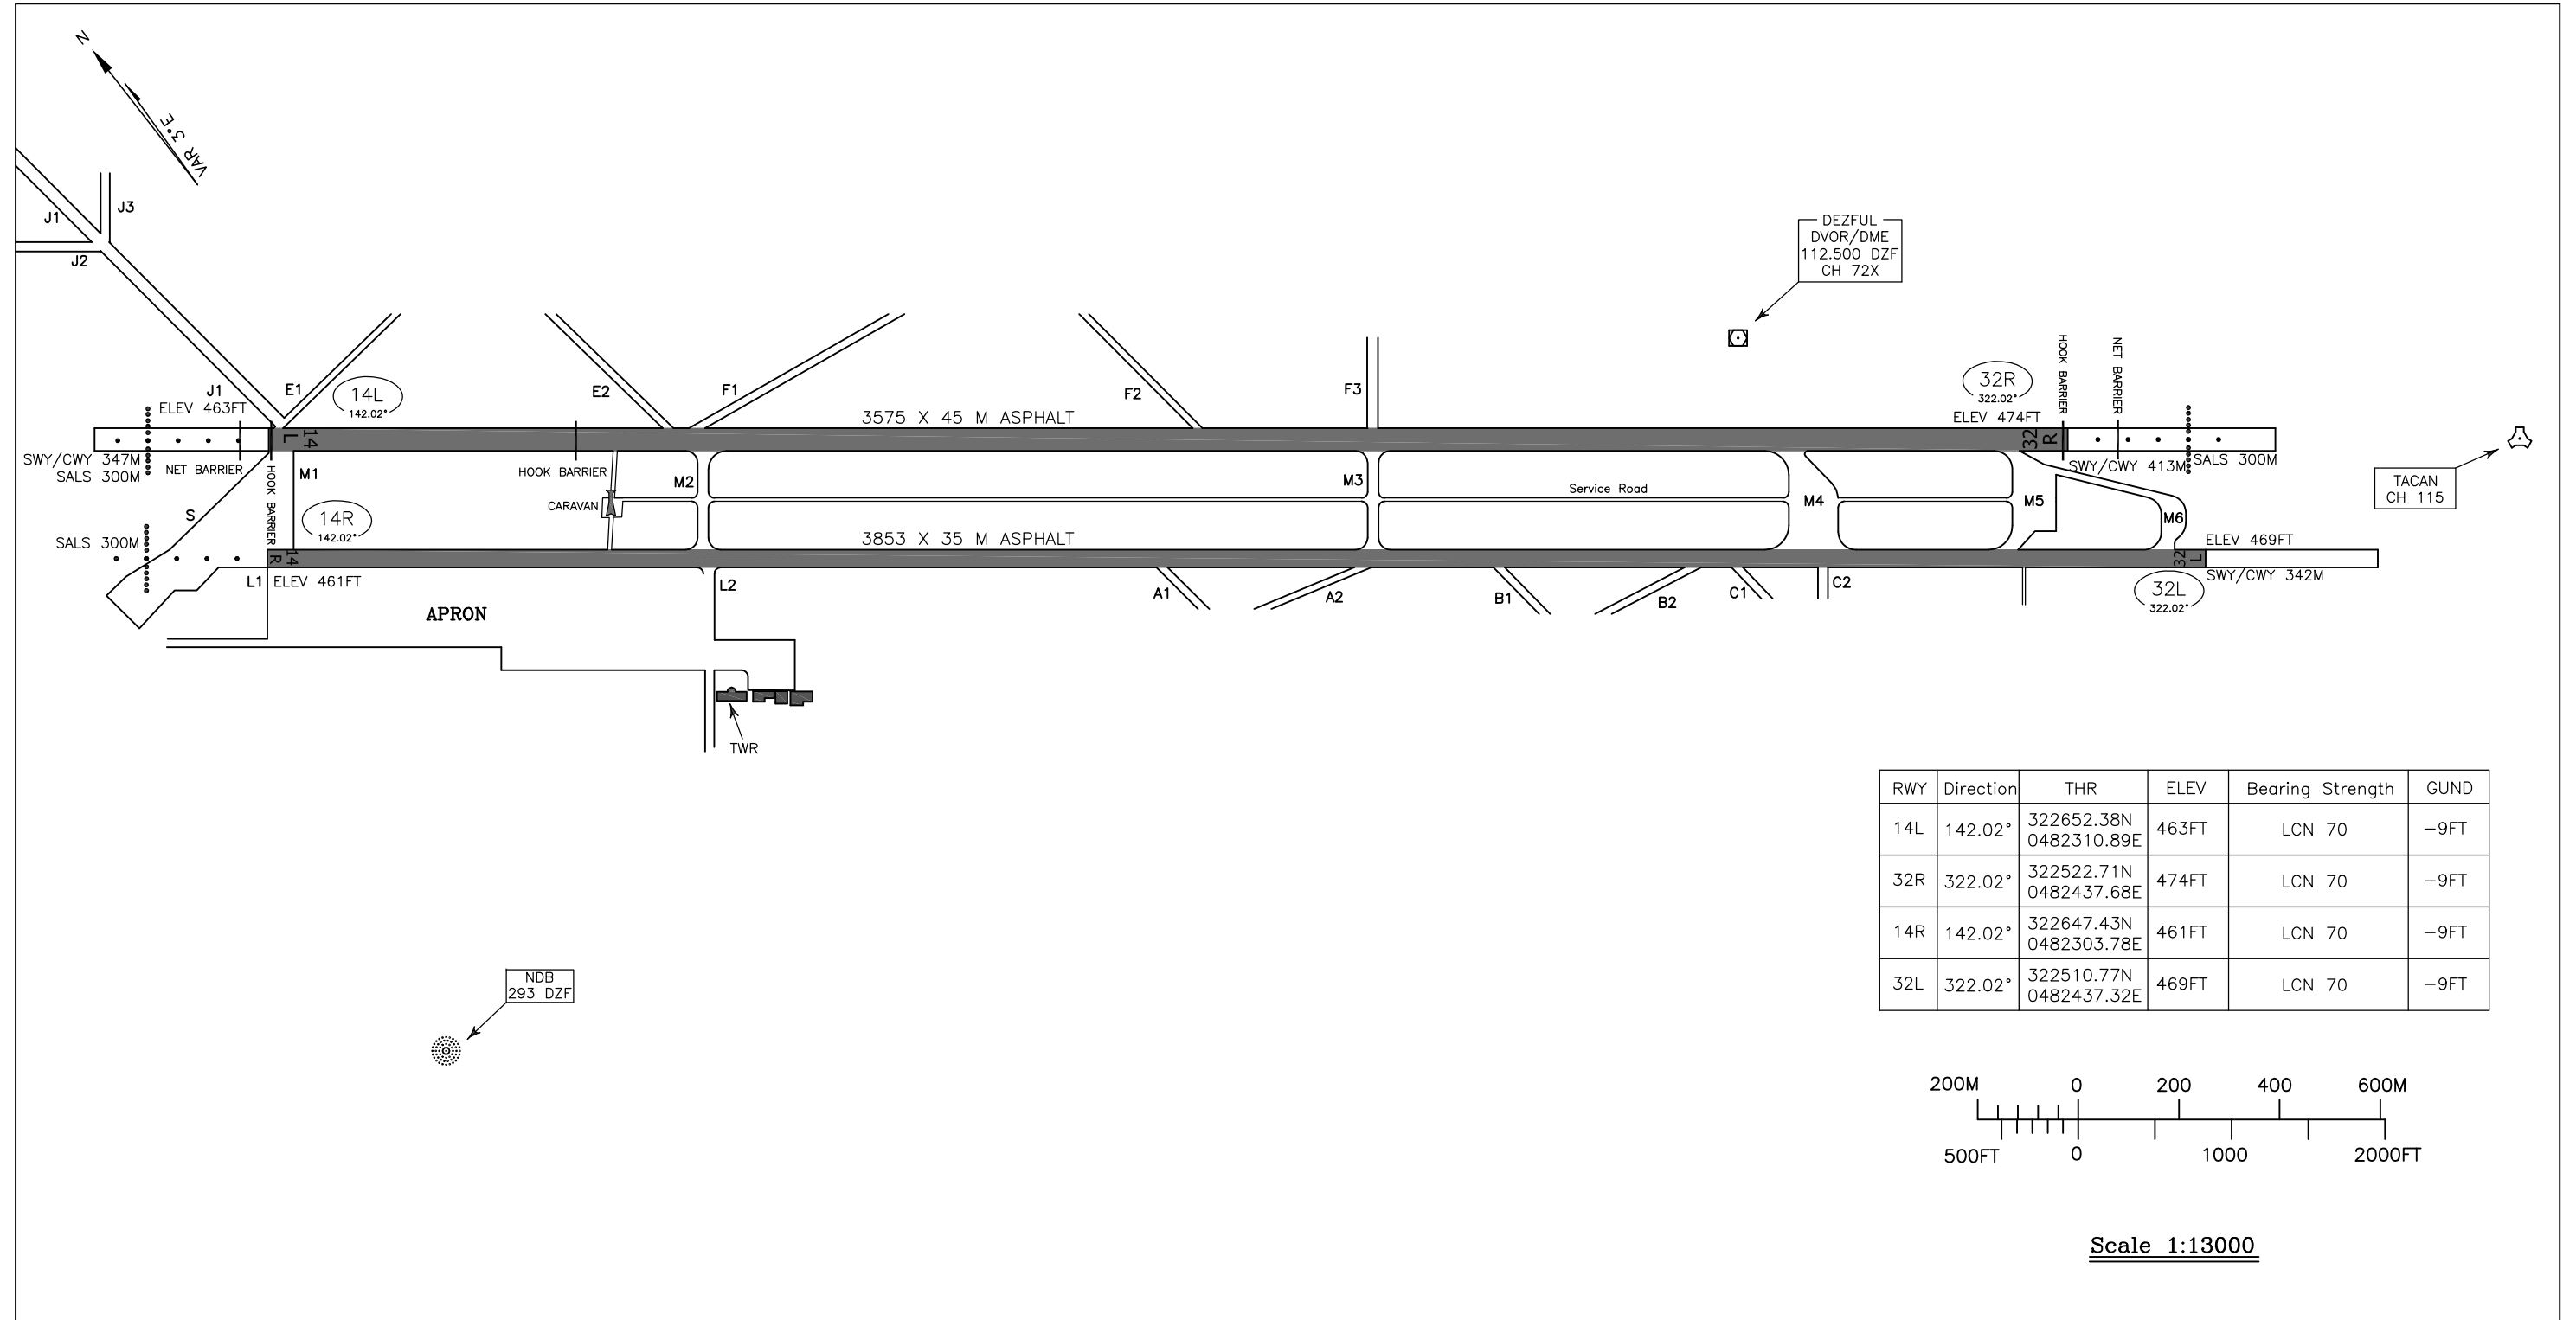 N
VAR 3°E
J1
J3
J2
DEZFUL
DVOR/DME
112.500 DZF
CH 72X
J1
E1
14L
142.02°
E2
F1
F2
F3
32R
322.02°
HOOK BARRIER
NET BARRIER
ELEV 463FT
3575 X 45 M ASPHALT
ELEV 474FT
14
L
32
R
SWY/CWY 347M
SALS 300M
NET BARRIER
HOOK BARRIER
M1
HOOK BARRIER
M2
M3
SWY/CWY 413M
SALS 300M
TACAN
CH 115
S
14R
142.02°
CARAVAN
Service Road
M4
M5
M6
SALS 300M
3853 X 35 M ASPHALT
ELEV 469FT
14
R
32
L
L1
ELEV 461FT
L2
A1
A2
B1
B2
C1
C2
32L
322.02°
SWY/CWY 342M
APRON
TWR
RWY Direction THR ELEV Bearing Strength GUND
14L 142.02° 322652.38N 0482310.89E 463FT LCN 70 -9FT
32R 322.02° 322522.71N 0482437.68E 474FT LCN 70 -9FT
14R 142.02° 322647.43N 0482303.78E 461FT LCN 70 -9FT
32L 322.02° 322510.77N 0482437.32E 469FT LCN 70 -9FT
NDB
293 DZF
200M 0 200 400 600M
500FT 0 1000 2000FT
Scale 1:13000